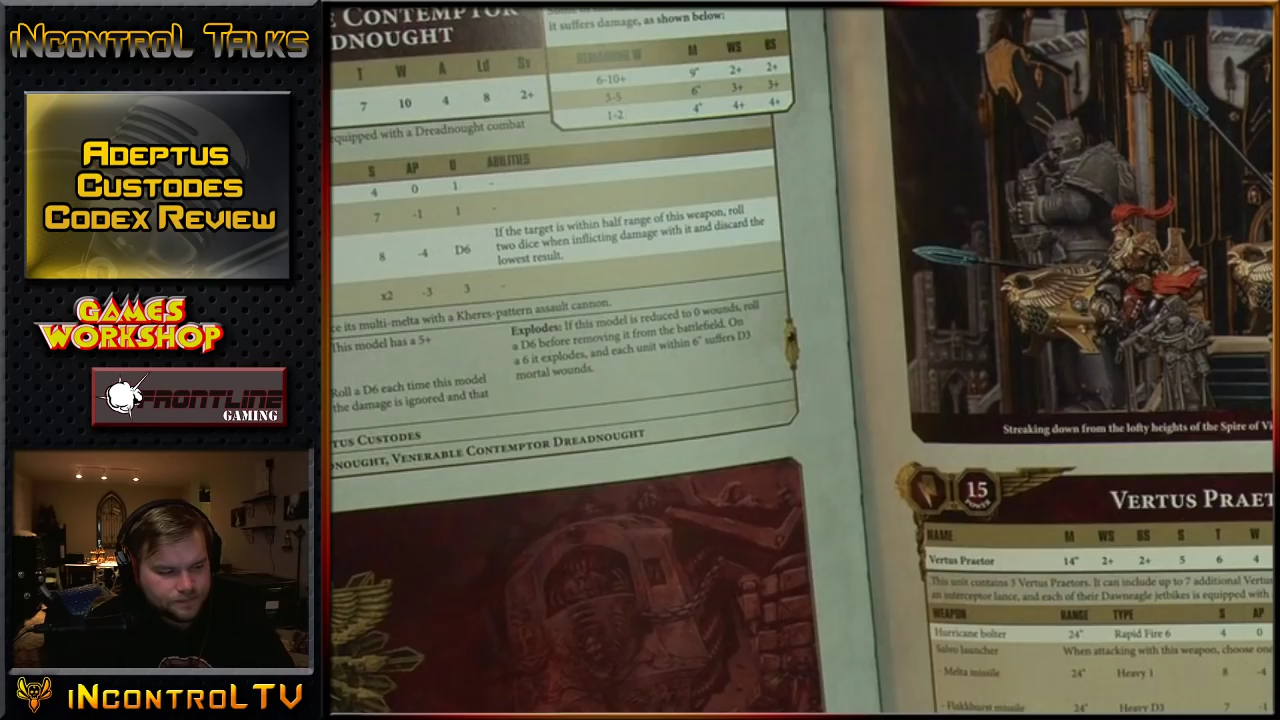 iNcontroL Talks
Adeptus
Custodes
Codex Review
GAMES
WORKSHOP
FRONTLINE
GAMING
iNcontroLTV
CONTEMPTOR
DNOUGHT
T W A Ld Sv
7 10 4 8 2+
equipped with a Dreadnought combat
it suffers damage, as shown below:
REMAINING W M WS BS
6-10+ 9" 2+ 2+
3-5 6" 3+ 3+
1-2 4" 4+ 4+
S AP D ABILITIES
4 0 1 -
7 -1 1 -
8 -4 D6 If the target is within half range of this weapon, roll
two dice when inflicting damage with it and discard the
lowest result.
x2 -3 3 -
ce its multi-melta with a Kheres-pattern assault cannon.
This model has a 5+
Roll a D6 each time this model
the damage is ignored and that
Explodes: If this model is reduced to 0 wounds, roll
a D6 before removing it from the battlefield. On
a 6 it explodes, and each unit within 6" suffers D3
mortal wounds.
TUS CUSTODES
DNOUGHT, VENERABLE CONTEMPTOR DREADNOUGHT
Streaking down from the lofty heights of the Spire of Vi
15
POWER
VERTUS PRAET
NAME M WS BS S T W
Vertus Praetor 14" 2+ 2+ 5 6 4
This unit contains 3 Vertus Praetors. It can include up to 7 additional Vertus
an interceptor lance, and each of their Dawneagle jetbikes is equipped with
WEAPON RANGE TYPE S AP
Hurricane bolter 24" Rapid Fire 6 4 0
Salvo launcher When attacking with this weapon, choose one
- Melta missile 24" Heavy 1 8 -4
- Flakkburst missile 24" Heavy D3 7 -1